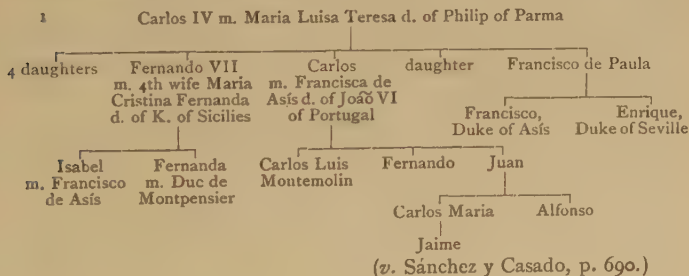 1 Carlos IV m. Maria Luisa Teresa d. of Philip of Parma
4 daughters
Fernando VII
m. 4th wife Maria
Cristina Fernanda
d. of K. of Sicilies
Carlos
m. Francisca de
Asís d. of João VI
of Portugal
daughter
Francisco de Paula
Francisco,
Duke of Asís
Enrique,
Duke of Seville
Isabel
m. Francisco
de Asís
Fernanda
m. Duc de
Montpensier
Carlos Luis
Montemolin
Fernando
Juan
Carlos Maria
Alfonso
Jaime
(v. Sánchez y Casado, p. 690.)